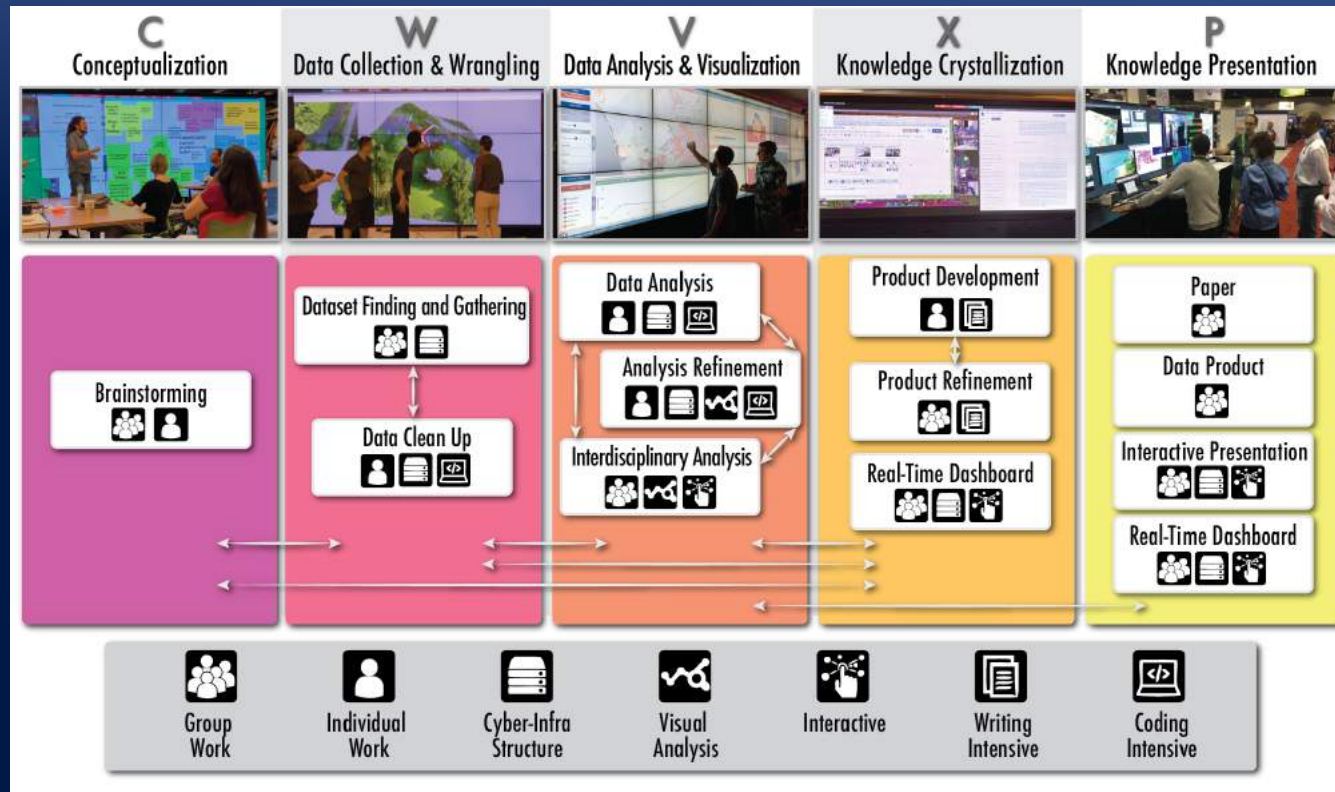 C
Conceptualization
W
Data Collection & Wrangling
V
Data Analysis & Visualization
X
Knowledge Crystallization
P
Knowledge Presentation
Brainstorming
Dataset Finding and Gathering
Data Clean Up
Data Analysis
Analysis Refinement
Interdisciplinary Analysis
Product Development
Product Refinement
Real-Time Dashboard
Paper
Data Product
Interactive Presentation
Real-Time Dashboard
Group
Work
Individual
Work
Cyber-Infra
Structure
Visual
Analysis
Interactive
Writing
Intensive
Coding
Intensive